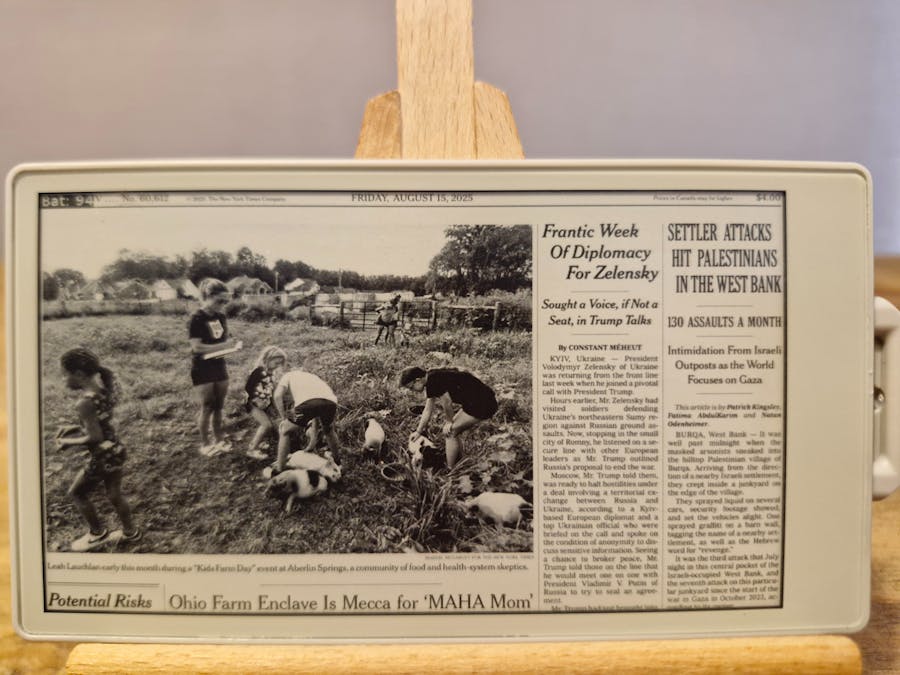 Bat: 94
No. 60,612
© 2025 The New York Times Company
FRIDAY, AUGUST 15, 2025
Prices in Canada may be higher
$4.00
Leah Lauchlan early this month during a “Kids Farm Day” event at Aberlin Springs, a community of food and health-system skeptics.
Potential Risks
Ohio Farm Enclave Is Mecca for ‘MAHA Mom’
Frantic Week
Of Diplomacy
For Zelensky
Sought a Voice, if Not a
Seat, in Trump Talks
By CONSTANT MÉHEUT
KYIV, Ukraine — President
Volodymyr Zelensky of Ukraine
was returning from the front line
last week when he joined a pivotal
call with President Trump.
Hours earlier, Mr. Zelensky had
visited soldiers defending
Ukraine’s northeastern Sumy re-
gion against Russian ground as-
saults. Now, stopping in the small
city of Romny, he listened on a se-
cure line with other European
leaders as Mr. Trump outlined
Russia’s proposal to end the war.
Moscow, Mr. Trump told them,
was ready to halt hostilities under
a deal involving a territorial ex-
change between Russia and
Ukraine, according to a Kyiv-
based European diplomat and a
top Ukrainian official who were
briefed on the call and spoke on
the condition of anonymity to dis-
cuss sensitive information. Seeing
a chance to broker peace, Mr.
Trump told those on the line that
he would meet one on one with
President Vladimir V. Putin of
Russia to try to seal an agree-
ment.
SETTLER ATTACKS
HIT PALESTINIANS
IN THE WEST BANK
130 ASSAULTS A MONTH
Intimidation From Israeli
Outposts as the World
Focuses on Gaza
This article is by Patrick Kingsley,
Fatima AbdulKarim and Natan
Odenheimer.
BURQA, West Bank — It was
well past midnight when the
masked arsonists sneaked into
the hilltop Palestinian village of
Burqa. Arriving from the direc-
tion of a nearby Israeli settlement,
they crept inside a junkyard on
the edge of the village.
They sprayed liquid on several
cars, security footage showed,
and set the vehicles alight. One
sprayed graffiti on a barn wall,
tagging the name of a nearby set-
tlement, as well as the Hebrew
word for “revenge.”
It was the third attack that July
night in this central pocket of the
Israeli-occupied West Bank, and
the seventh attack on this particu-
lar junkyard since the start of the
war in Gaza in October 2023, ac-